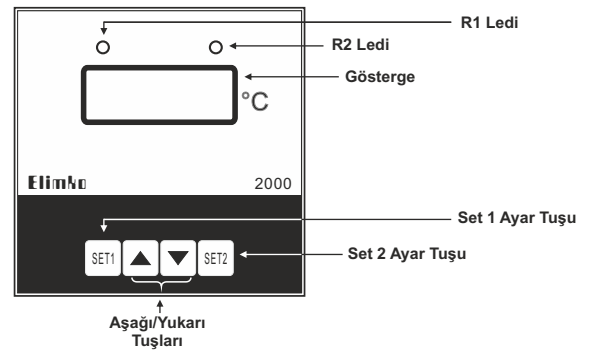 R1 Ledi
R2 Ledi
Gösterge
°C
Elimko
2000
Set 1 Ayar Tuşu
SET1
SET2
Set 2 Ayar Tuşu
Aşağı/Yukarı
Tuşları